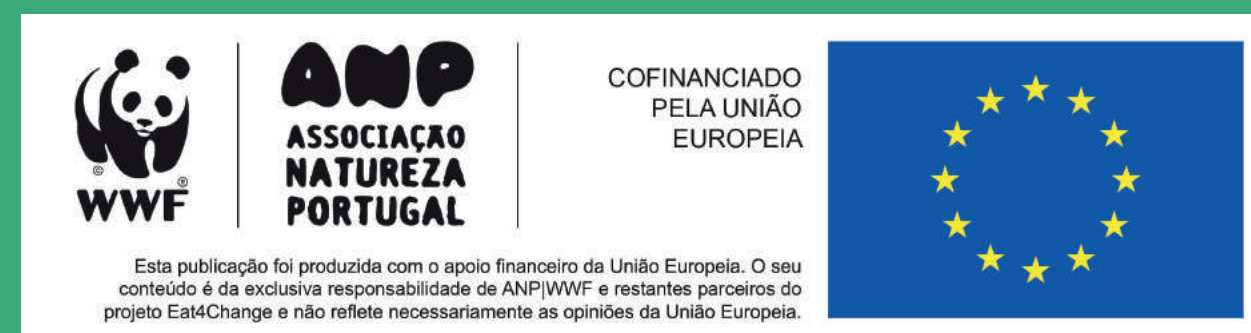 ©
®
WWF
ANP
ASSOCIAÇÃO
NATUREZA
PORTUGAL
COFINANCIADO
PELA UNIÃO
EUROPEIA
Esta publicação foi produzida com o apoio financeiro da União Europeia. O seu
conteúdo é da exclusiva responsabilidade de ANP|WWF e restantes parceiros do
projeto Eat4Change e não reflete necessariamente as opiniões da União Europeia.